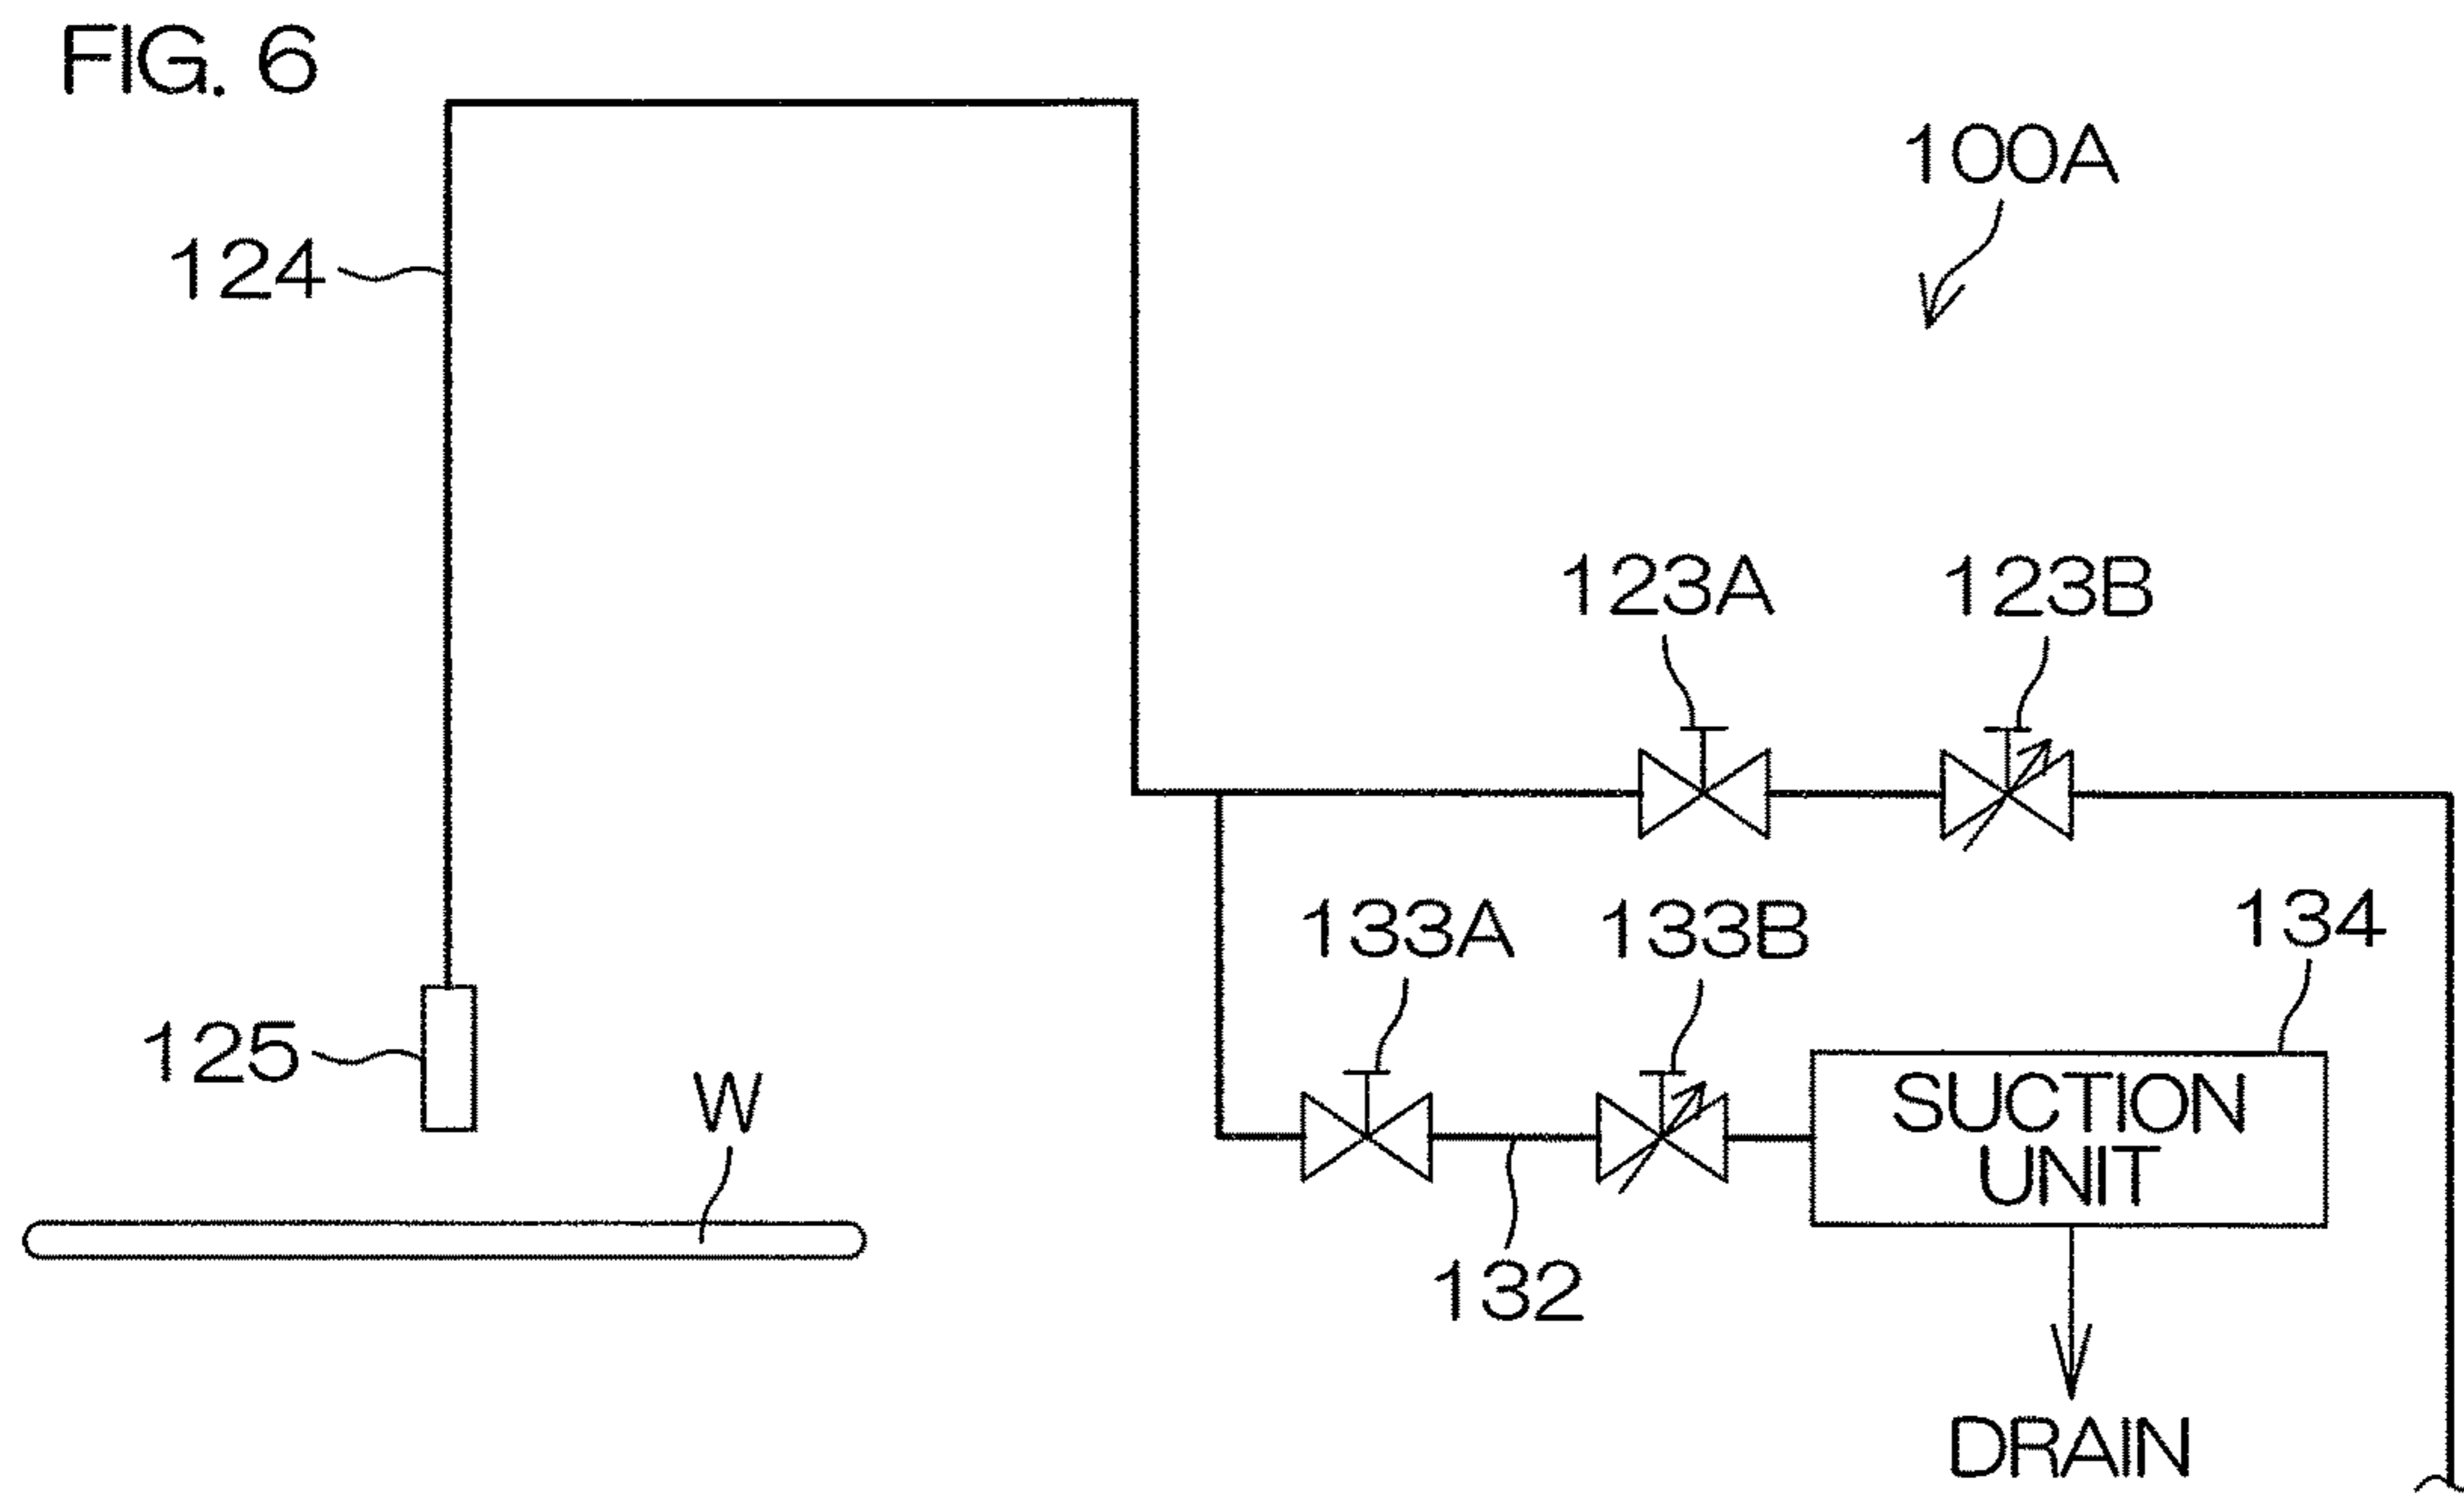 FIG. 6
100A
124
123A
123B
133A
133B
134
125
W
SUCTION
UNIT
132
DRAIN